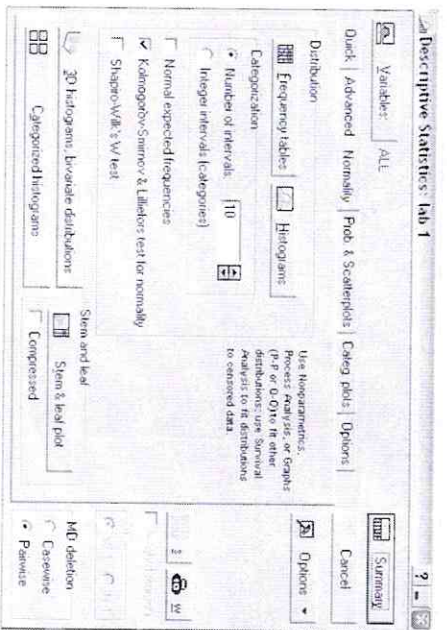 Descriptive Statistics: lab 1
? -
Variables: ALL
Summary
Cancel
Quick Advanced Normality Prob. & Scatterplots Categ. plots Options
Options
Distribution
Frequency tables Histograms
Categorization
Number of intervals: 10
Integer intervals (categories)
Normal expected frequencies
Kolmogorov-Smirnov & Lilliefors test for normality
Shapiro-Wilk's W test
Use Nonparametrics,
Process Analysis, or Graphs
(P-P or Q-Q) to fit other
distributions; use Survival
Analysis to fit distributions
to censored data.
3D histograms, bivariate distributions
Categorized histograms
Stem and leaf
Stem & leaf plot
Compressed
S W
MD deletion
Casewise
Pairwise